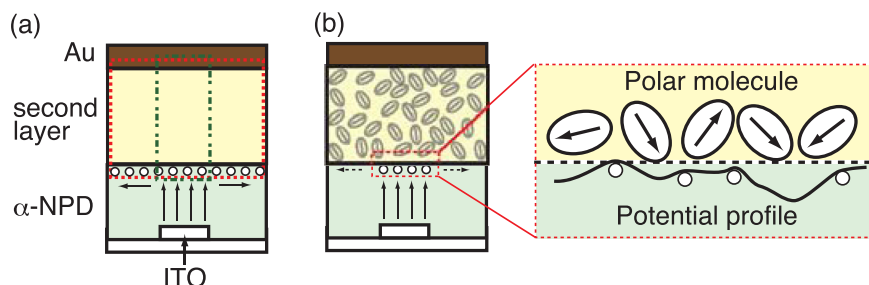 (a)
Au
second
layer
α-NPD
ITO
(b)
Polar molecule
Potential profile